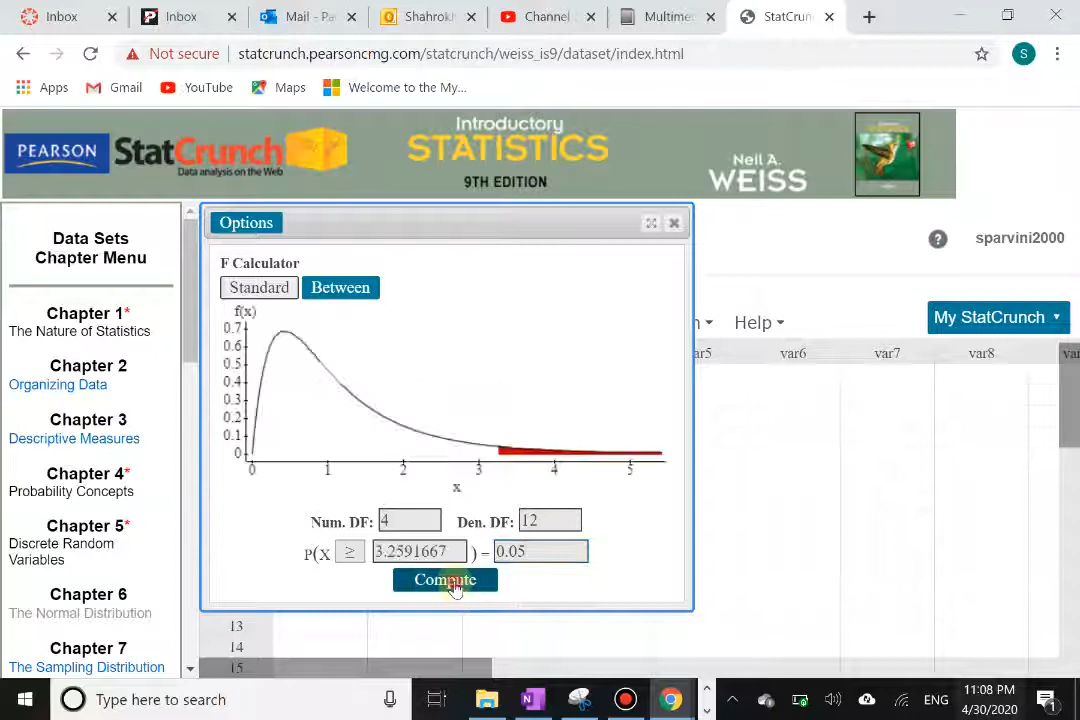 Inbox
Inbox
Mail - Pa
Shahrokh
Channel
Multime
StatCrun
Not secure
statcrunch.pearsoncmg.com/statcrunch/weiss_is9/dataset/index.html
S
Apps
Gmail
YouTube
Maps
Welcome to the My...
PEARSON
StatCrunch
Data analysis on the Web
Introductory
STATISTICS
9TH EDITION
Neil A.
WEISS
Data Sets
Chapter Menu
Chapter 1*
The Nature of Statistics
Chapter 2
Organizing Data
Chapter 3
Descriptive Measures
Chapter 4*
Probability Concepts
Chapter 5*
Discrete Random
Variables
Chapter 6
The Normal Distribution
Chapter 7
The Sampling Distribution
Options
F Calculator
Standard
Between
f(x)
0.7
0.6
0.5
0.4
0.3
0.2
0.1
0
0 1 2 3 4 5
x
Num. DF: 4 Den. DF: 12
P(X ≥ 3.2591667 ) = 0.05
Compute
? sparvini2000
n Help
My StatCrunch
ar5 var6 var7 var8 var
13
14
15
Type here to search
ENG
11:08 PM
4/30/2020
1